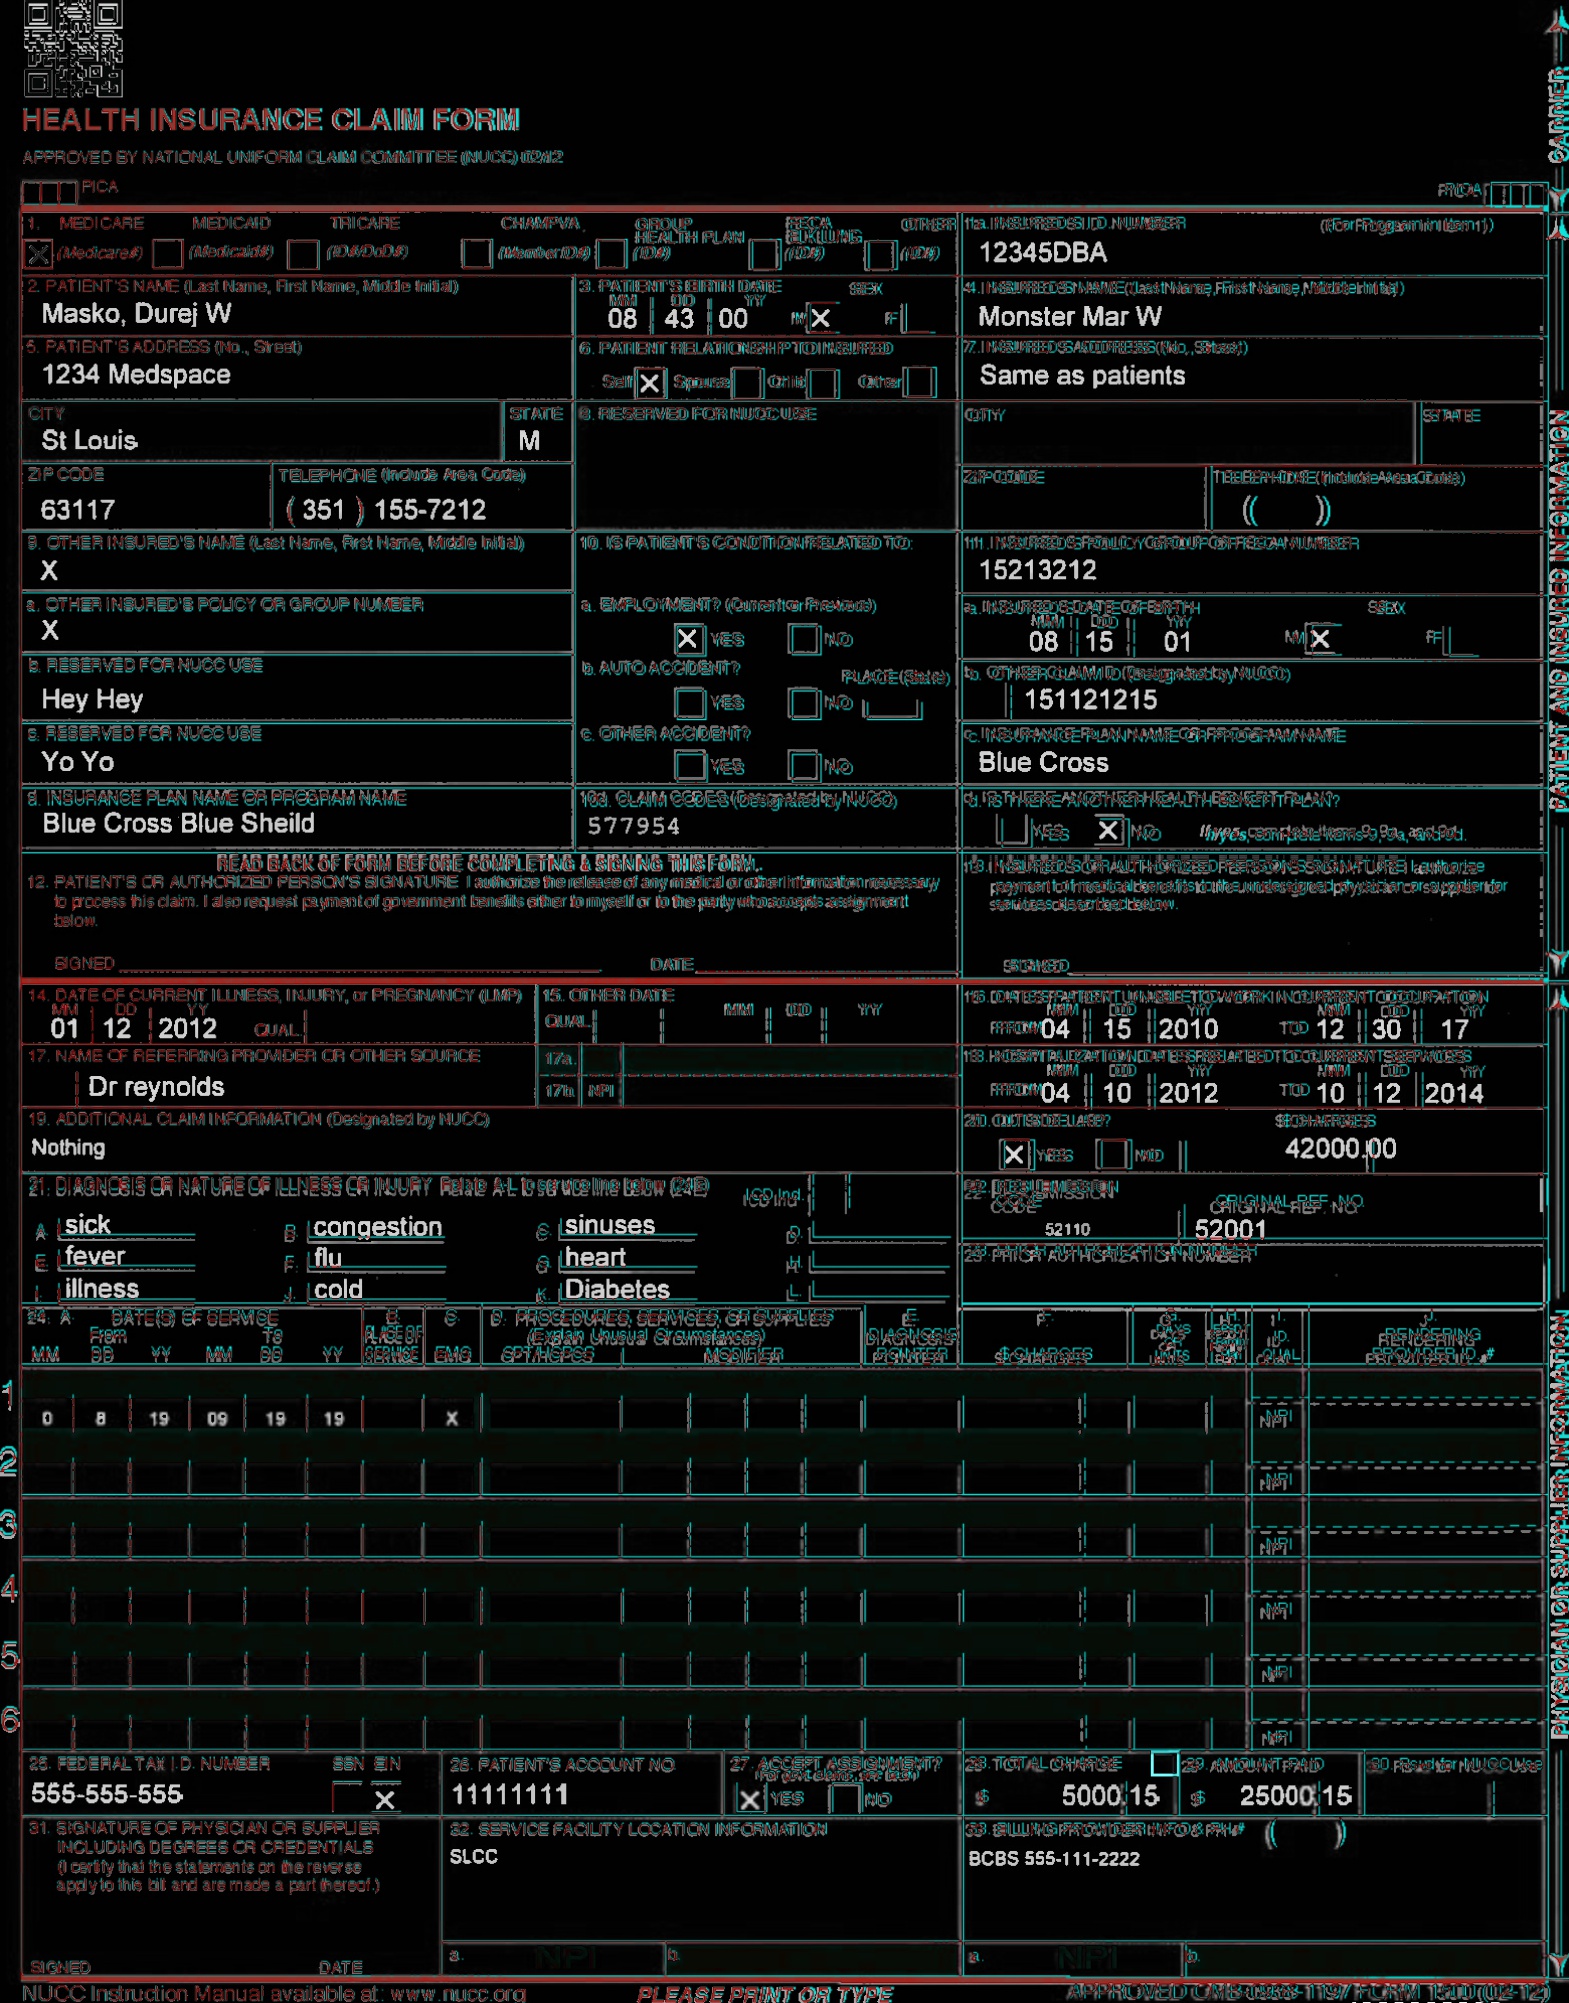 HEALTH INSURANCE CLAIM FORM
APPROVED BY NATIONAL UNIFORM CLAIM COMMITTEE (NUCC) 02/12
PICA
PICA
CARRIER
1. MEDICARE MEDICAID TRICARE CHAMPVA GROUP HEALTH PLAN FECA BLK LUNG OTHER
(Medicare#) (Medicaid#) (ID#/DoD#) (Member ID#) (ID#) (ID#) (ID#)
X
1a. INSURED'S I.D. NUMBER (For Program in Item 1)
12345DBA
2. PATIENT'S NAME (Last Name, First Name, Middle Initial)
Masko, Durej W
3. PATIENT'S BIRTH DATE SEX
MM DD YY
08 43 00 M X F
4. INSURED'S NAME (Last Name, First Name, Middle Initial)
Monster Mar W
5. PATIENT'S ADDRESS (No., Street)
1234 Medspace
6. PATIENT RELATIONSHIP TO INSURED
Self X Spouse Child Other
7. INSURED'S ADDRESS (No., Street)
Same as patients
CITY STATE
St Louis M
8. RESERVED FOR NUCC USE
CITY STATE
ZIP CODE TELEPHONE (Include Area Code)
63117 ( 351 ) 155-7212
ZIP CODE TELEPHONE (Include Area Code)
( )
9. OTHER INSURED'S NAME (Last Name, First Name, Middle Initial)
X
10. IS PATIENT'S CONDITION RELATED TO:
11. INSURED'S POLICY GROUP OR FECA NUMBER
15213212
a. OTHER INSURED'S POLICY OR GROUP NUMBER
X
a. EMPLOYMENT? (Current or Previous)
X YES NO
a. INSURED'S DATE OF BIRTH SEX
MM DD YY
08 15 01 M X F
b. RESERVED FOR NUCC USE
Hey Hey
b. AUTO ACCIDENT? PLACE (State)
YES NO
b. OTHER CLAIM ID (Designated by NUCC)
151121215
c. RESERVED FOR NUCC USE
Yo Yo
c. OTHER ACCIDENT?
YES NO
c. INSURANCE PLAN NAME OR PROGRAM NAME
Blue Cross
d. INSURANCE PLAN NAME OR PROGRAM NAME
Blue Cross Blue Sheild
10d. CLAIM CODES (Designated by NUCC)
577954
d. IS THERE ANOTHER HEALTH BENEFIT PLAN?
YES X NO If yes, complete items 9, 9a, and 9d.
PATIENT AND INSURED INFORMATION
READ BACK OF FORM BEFORE COMPLETING & SIGNING THIS FORM.
12. PATIENT'S OR AUTHORIZED PERSON'S SIGNATURE I authorize the release of any medical or other information necessary
to process this claim. I also request payment of government benefits either to myself or to the party who accepts assignment
below.
SIGNED DATE
13. INSURED'S OR AUTHORIZED PERSON'S SIGNATURE I authorize
payment of medical benefits to the undersigned physician or supplier for
services described below.
SIGNED
14. DATE OF CURRENT ILLNESS, INJURY, or PREGNANCY (LMP)
MM DD YY
01 12 2012 QUAL.
15. OTHER DATE
QUAL. MM DD YY
16. DATES PATIENT UNABLE TO WORK IN CURRENT OCCUPATION
MM DD YY MM DD YY
FROM 04 15 2010 TO 12 30 17
17. NAME OF REFERRING PROVIDER OR OTHER SOURCE
Dr reynolds
17a.
17b. NPI
18. HOSPITALIZATION DATES RELATED TO CURRENT SERVICES
MM DD YY MM DD YY
FROM 04 10 2012 TO 10 12 2014
19. ADDITIONAL CLAIM INFORMATION (Designated by NUCC)
Nothing
20. OUTSIDE LAB? $ CHARGES
X YES NO 42000.00
21. DIAGNOSIS OR NATURE OF ILLNESS OR INJURY Relate A-L to service line below (24E) ICD Ind.
A. sick B. congestion C. sinuses D.
E. fever F. flu G. heart H.
I. illness J. cold K. Diabetes L.
22. RESUBMISSION CODE ORIGINAL REF. NO.
52110 52001
23. PRIOR AUTHORIZATION NUMBER
24. A. DATE(S) OF SERVICE B. C. D. PROCEDURES, SERVICES, OR SUPPLIES E. F. G. H. I. J.
From To PLACE OF (Explain Unusual Circumstances) DIAGNOSIS DAYS OR ID. RENDERING
MM DD YY MM DD YY SERVICE EMG CPT/HCPCS MODIFIER POINTER $ CHARGES UNITS QUAL. PROVIDER ID. #
1
0 8 19 09 19 19 X NPI
2 NPI
3 NPI
4 NPI
5 NPI
6 NPI
PHYSICIAN OR SUPPLIER INFORMATION
25. FEDERAL TAX I.D. NUMBER SSN EIN
555-555-555 X
26. PATIENT'S ACCOUNT NO.
11111111
27. ACCEPT ASSIGNMENT?
X YES NO
28. TOTAL CHARGE
$ 5000 15
29. AMOUNT PAID
$ 25000 15
30. Rsvd for NUCC Use
31. SIGNATURE OF PHYSICIAN OR SUPPLIER
INCLUDING DEGREES OR CREDENTIALS
(I certify that the statements on the reverse
apply to this bill and are made a part thereof.)
SIGNED DATE
32. SERVICE FACILITY LOCATION INFORMATION
SLCC
a. NPI b.
33. BILLING PROVIDER INFO & PH# ( )
BCBS 555-111-2222
a. NPI b.
NUCC Instruction Manual available at: www.nucc.org
PLEASE PRINT OR TYPE
APPROVED OMB-0938-1197 FORM 1500 (02-12)